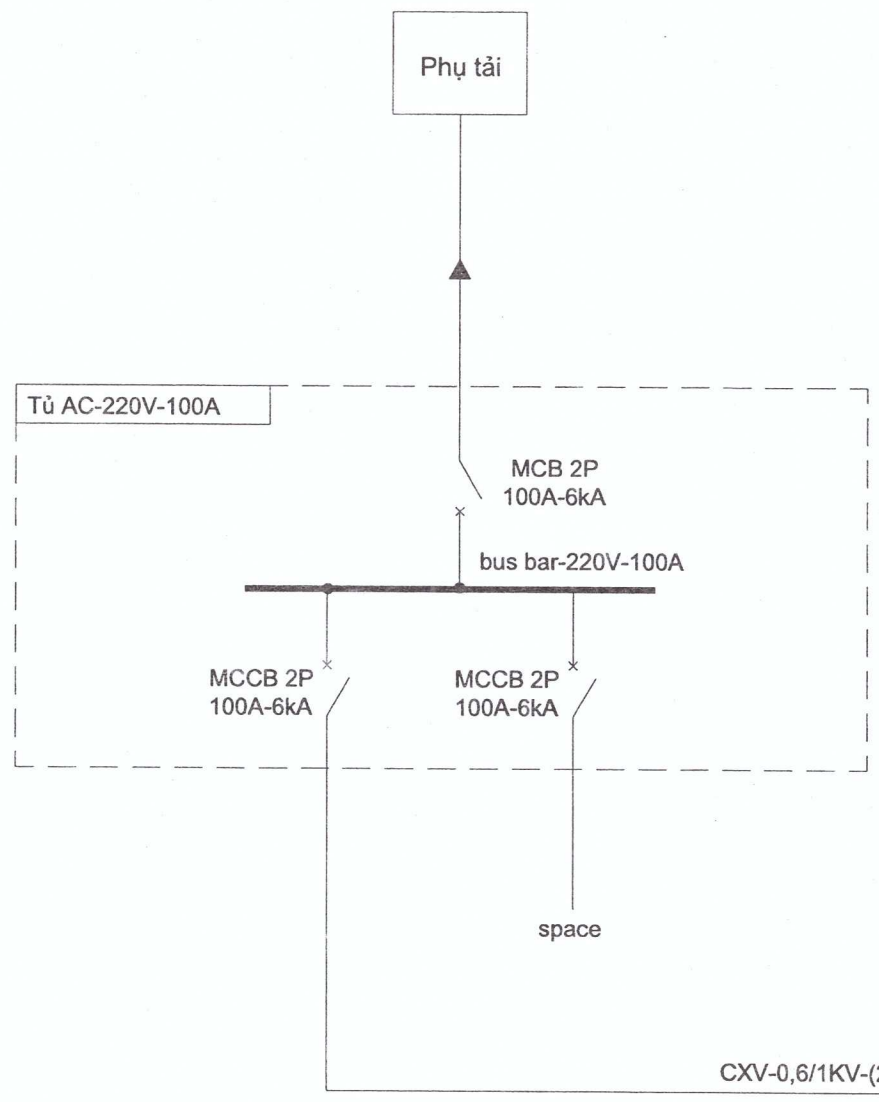 Phụ tải
Tủ AC-220V-100A
MCB 2P
100A-6kA
bus bar-220V-100A
MCCB 2P
100A-6kA
MCCB 2P
100A-6kA
space
CXV-0,6/1KV-(2